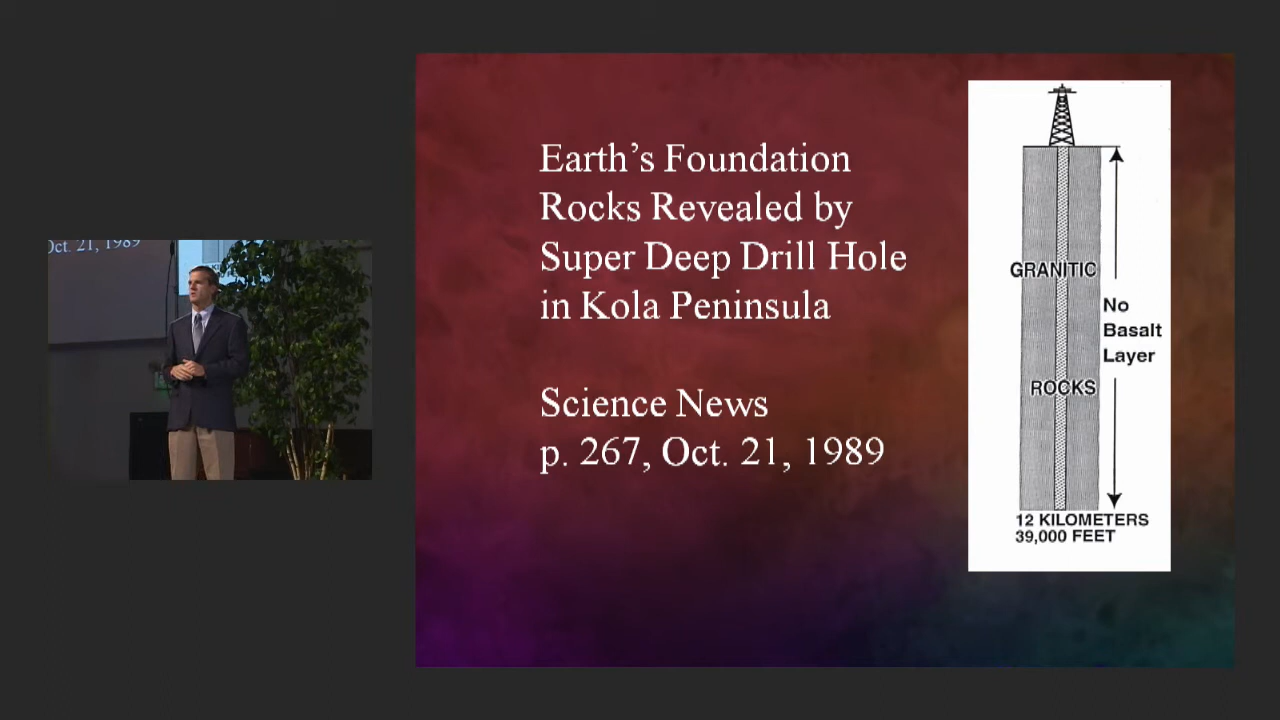 Earth’s Foundation
Rocks Revealed by
Super Deep Drill Hole
in Kola Peninsula
Science News
p. 267, Oct. 21, 1989
GRANITIC
No
Basalt
Layer
ROCKS
12 KILOMETERS
39,000 FEET
Oct. 21, 1989